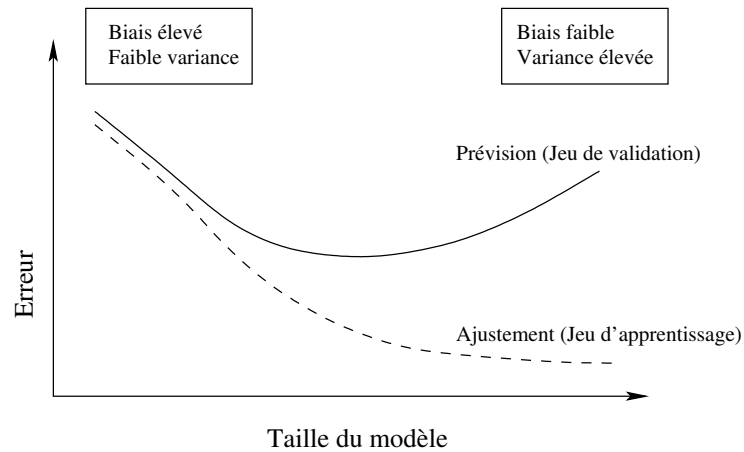 Biais élevé
Faible variance
Biais faible
Variance élevée
Prévision (Jeu de validation)
Erreur
Ajustement (Jeu d'apprentissage)
Taille du modèle